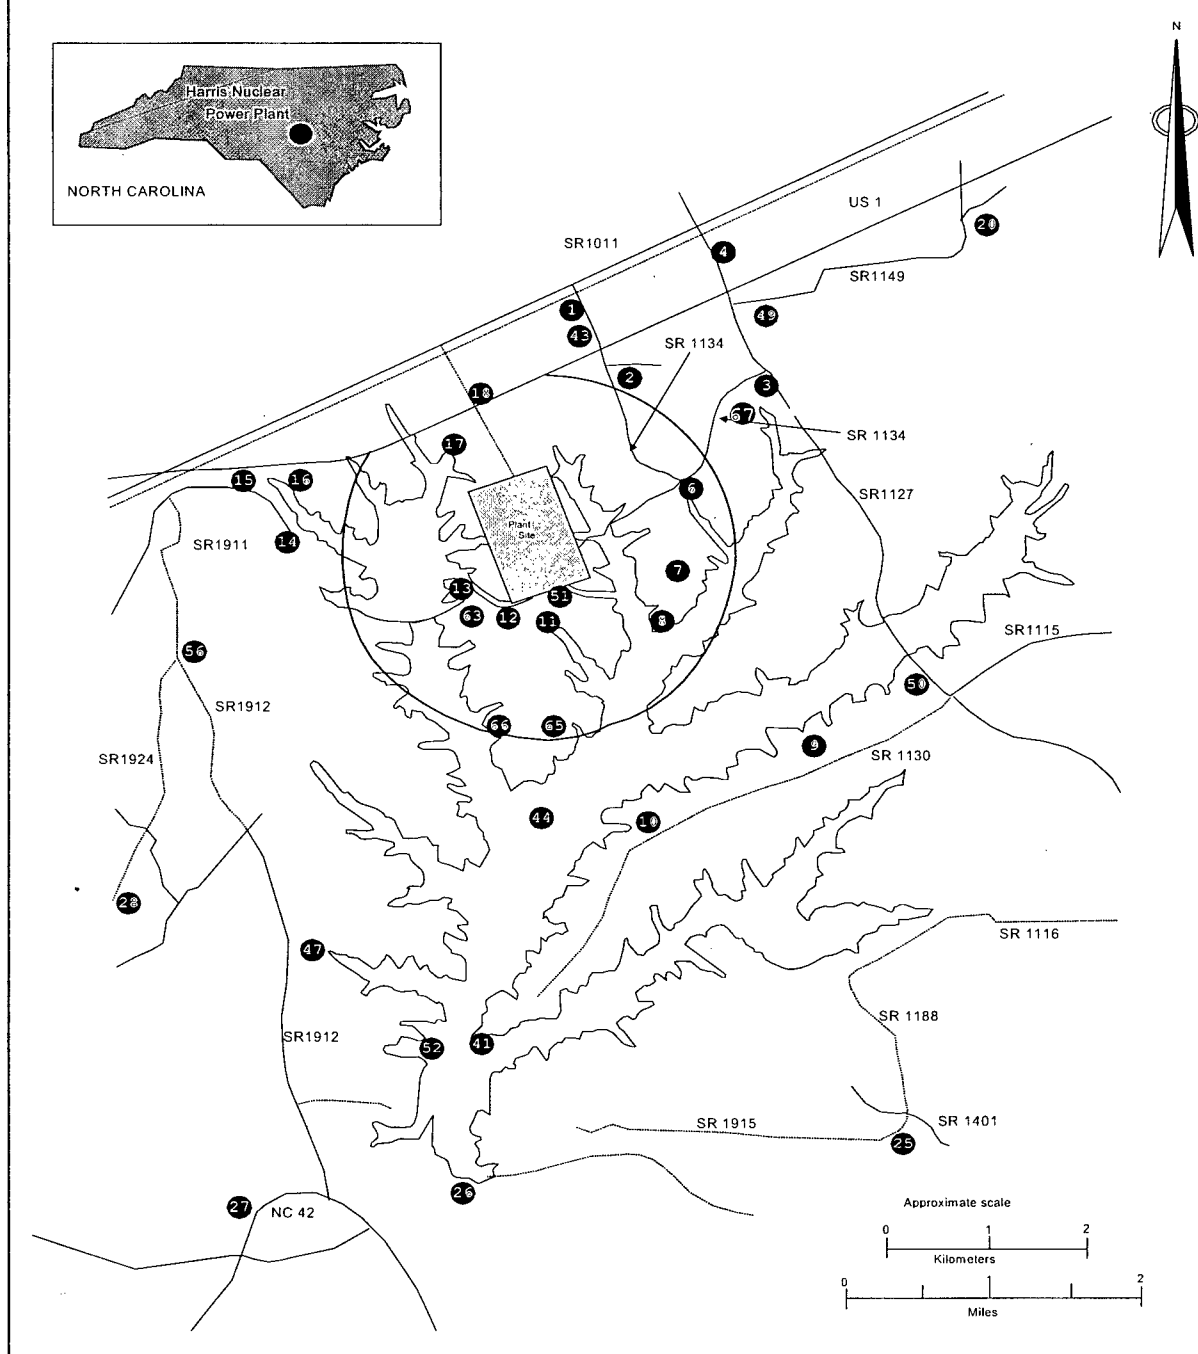 N
Harris Nuclear
Power Plant
NORTH CAROLINA
US 1
20
SR1011
4
SR1149
1
49
43
SR 1134
2
3
18
67
SR 1134
17
15
16
6
SR1127
Plant
Site
14
SR1911
7
13
51
63
12
11
8
SR1115
56
50
SR1912
66
65
9
SR 1130
SR1924
44
10
28
SR 1116
47
SR 1188
SR1912
52
41
SR 1915
SR 1401
25
26
27
NC 42
Approximate scale
0 1 2
Kilometers
0 1 2
Miles